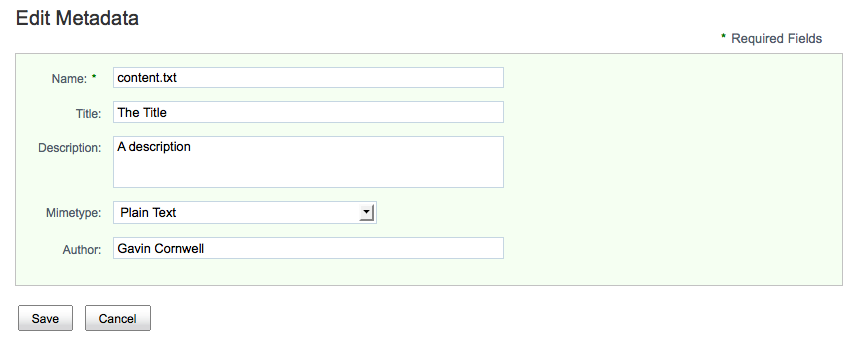 Edit Metadata
* Required Fields
Name: * content.txt
Title: The Title
Description: A description
Mimetype: Plain Text
Author: Gavin Cornwell
Save Cancel